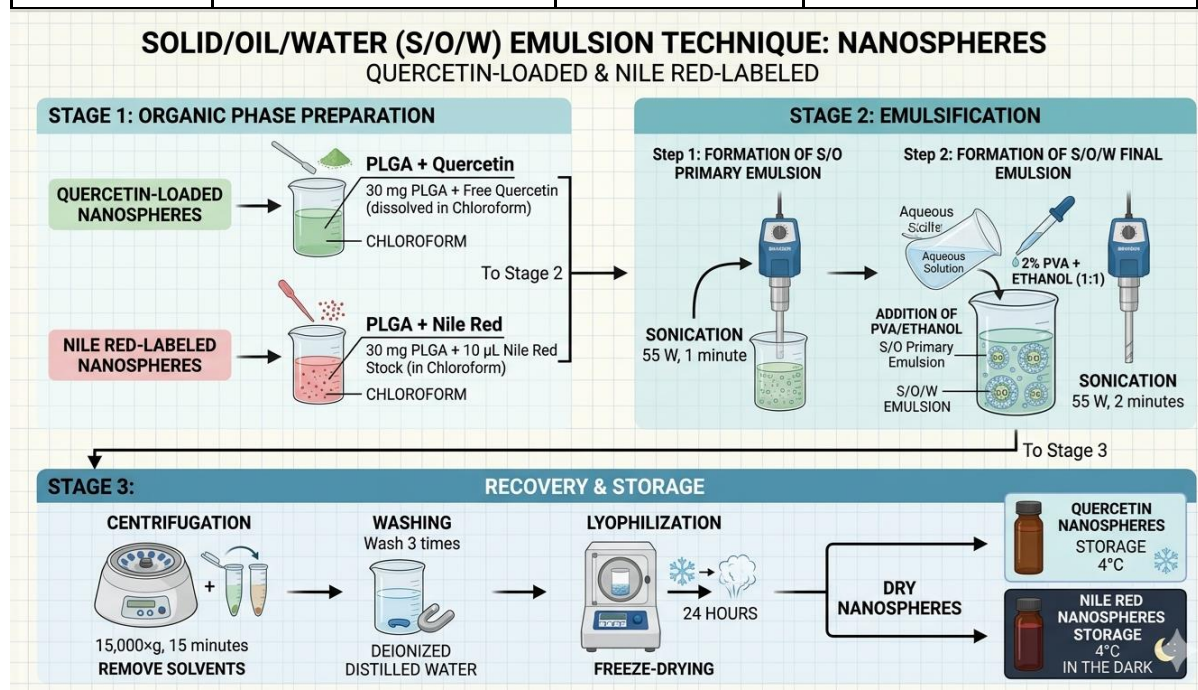 SOLID/OIL/WATER (S/O/W) EMULSION TECHNIQUE: NANOSPHERES
QUERCETIN-LOADED & NILE RED-LABELED
STAGE 1: ORGANIC PHASE PREPARATION
QUERCETIN-LOADED
NANOSPHERES
PLGA + Quercetin
30 mg PLGA + Free Quercetin
(dissolved in Chloroform)
CHLOROFORM
To Stage 2
NILE RED-LABELED
NANOSPHERES
PLGA + Nile Red
30 mg PLGA + 10 µL Nile Red
Stock (in Chloroform)
CHLOROFORM
STAGE 2: EMULSIFICATION
Step 1: FORMATION OF S/O
PRIMARY EMULSION
SONICATION
55 W, 1 minute
Step 2: FORMATION OF S/O/W FINAL
EMULSION
Aqueous
Aqueous
Solution
2% PVA +
ETHANOL (1:1)
ADDITION OF
PVA/ETHANOL
S/O Primary
Emulsion
S/O/W
EMULSION
SONICATION
55 W, 2 minutes
To Stage 3
STAGE 3:
RECOVERY & STORAGE
CENTRIFUGATION
+
15,000×g, 15 minutes
REMOVE SOLVENTS
WASHING
Wash 3 times
DEIONIZED
DISTILLED WATER
LYOPHILIZATION
24 HOURS
FREEZE-DRYING
DRY
NANOSPHERES
QUERCETIN
NANOSPHERES
STORAGE
4°C
NILE RED
NANOSPHERES
STORAGE
4°C
IN THE DARK